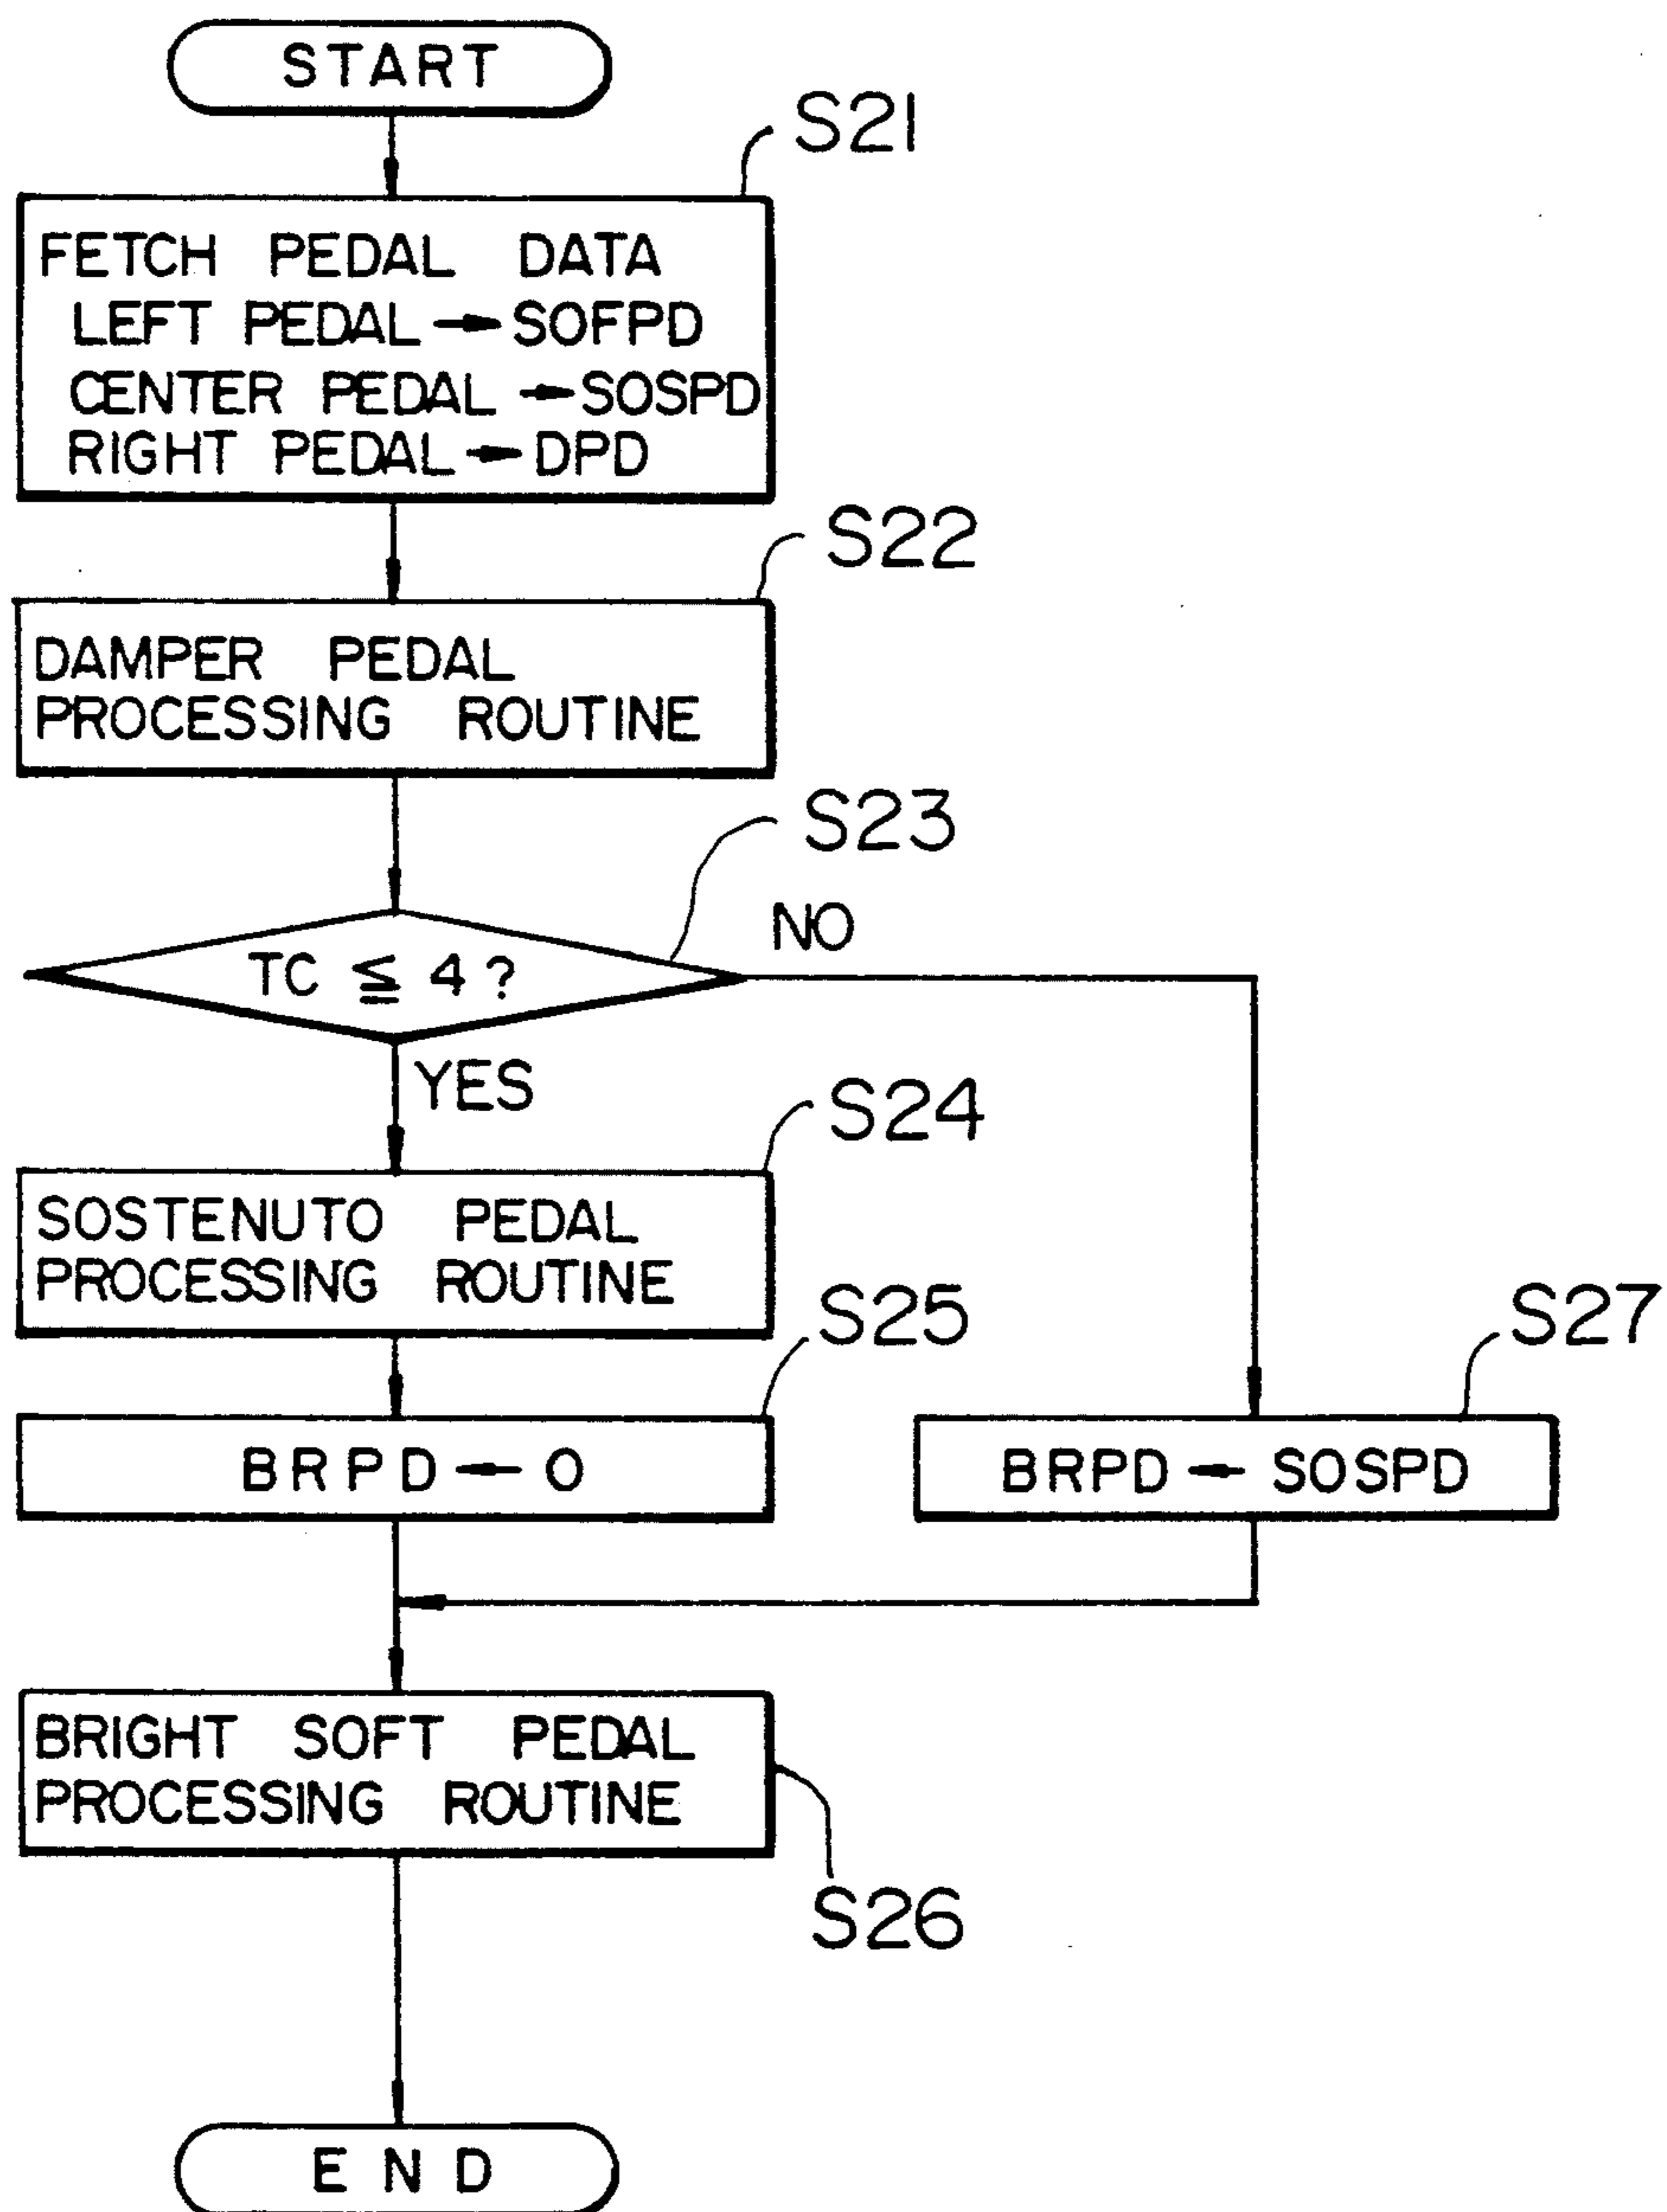 START
S21
FETCH PEDAL DATA
LEFT PEDAL → SOFPD
CENTER PEDAL → SOSPD
RIGHT PEDAL → DPD
S22
DAMPER PEDAL
PROCESSING ROUTINE
S23
NO
TC ≦ 4 ?
YES
S24
SOSTENUTO PEDAL
PROCESSING ROUTINE
S25
S27
BRPD ← O
BRPD ← SOSPD
BRIGHT SOFT PEDAL
PROCESSING ROUTINE
S26
END